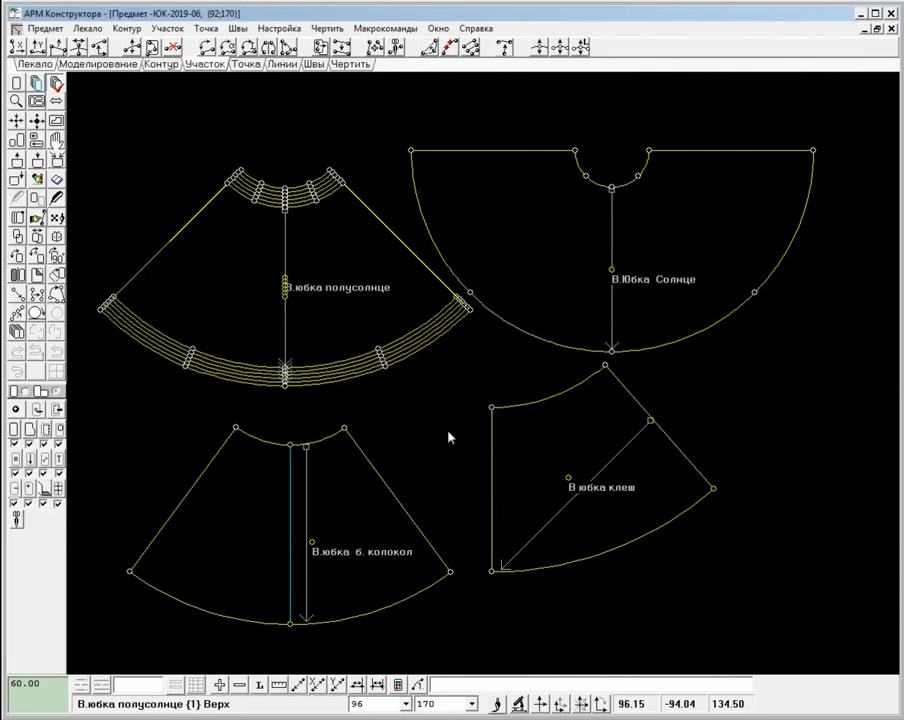 АРМ Конструктора - [Предмет -ЮК-2019-06, (92;170)]
Предмет Лекало Контур Участок Точка Швы Настройка Чертить Макрокоманды Окно Справка
Лекало Моделирование Контур Участок Точка Линии Швы Чертить
В.юбка полусолнце
В.Юбка Солнце
В юбка клеш
В.юбка б. колокол
60.00
В.юбка полусолнце {1} Верх
96 170 96.15 -94.04 134.50